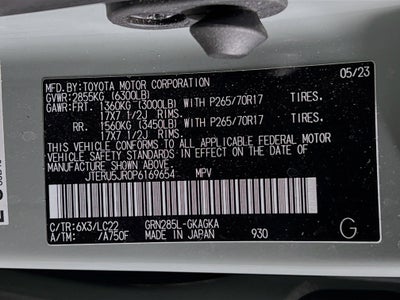 MFD.BY:TOYOTA MOTOR CORPORATION 05/23
GVWR:2855KG (6300LB)
GAWR:FRT. 1360KG (3000LB) WITH P265/70R17 TIRES.
17X7 1/2J RIMS.
RR. 1560KG (3450LB) WITH P265/70R17 TIRES.
17X7 1/2J RIMS.
THIS VEHICLE CONFORMS TO ALL APPLICABLE FEDERAL MOTOR
VEHICLE SAFETY STANDARDS IN EFFECT ON THE DATE OF
MANUFACTURE SHOWN ABOVE.
JTERU5JR0P6169654 MPV
C/TR:6X3/LC22 GRN285L-GKAGKA
A/TM: /A750F MADE IN JAPAN 930 G